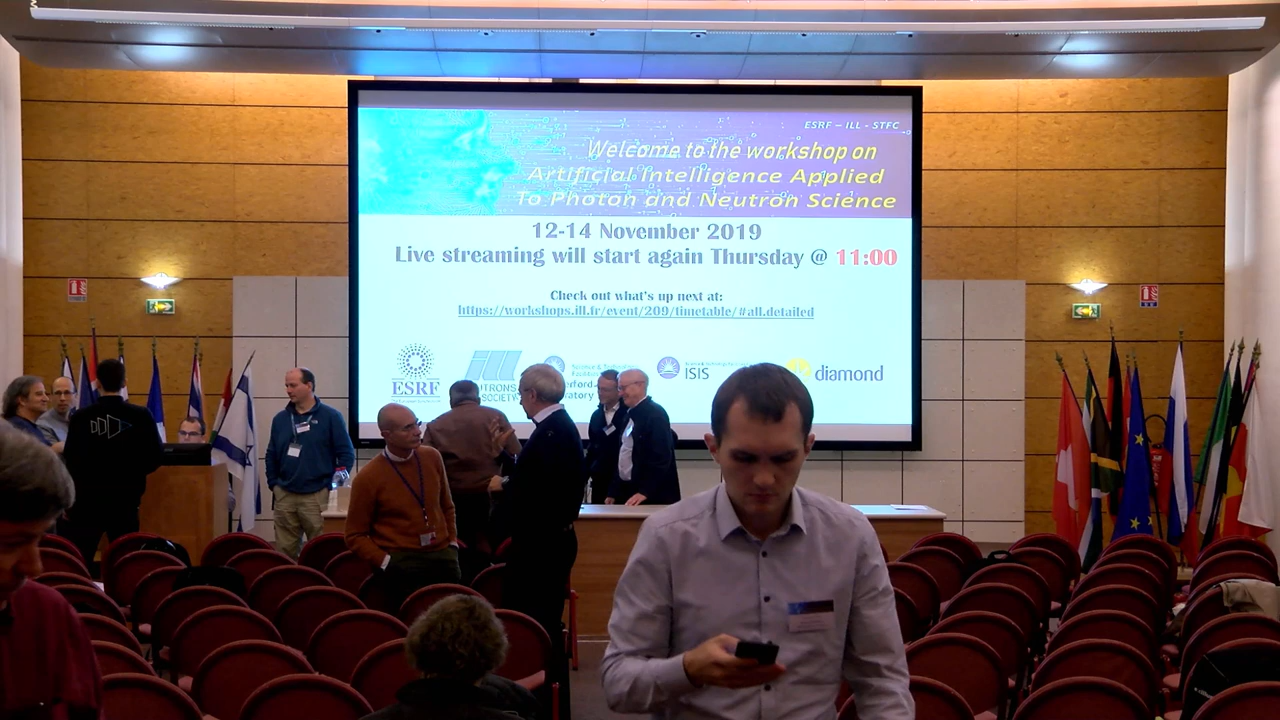 ESRF – ILL - STFC
Welcome to the workshop on
Artificial Intelligence Applied
To Photon and Neutron Science
12-14 November 2019
Live streaming will start again Thursday @ 11:00
Check out what's up next at:
https://workshops.ill.fr/event/209/timetable/#all.detailed
ESRF
ill
ISIS
diamond